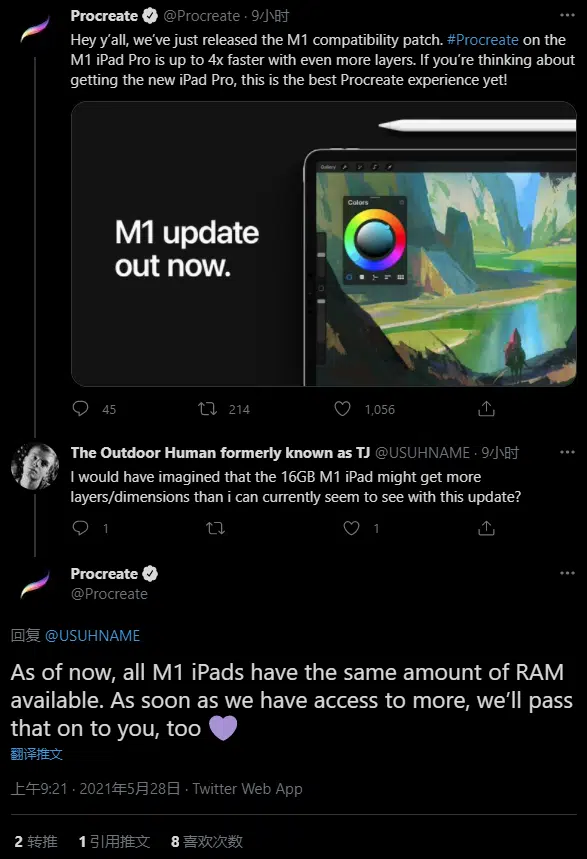 Procreate @Procreate · 9小时
Hey y’all, we’ve just released the M1 compatibility patch. #Procreate on the
M1 iPad Pro is up to 4x faster with even more layers. If you’re thinking about
getting the new iPad Pro, this is the best Procreate experience yet!
M1 update
out now.
Gallery
Colors
45 214 1,056
The Outdoor Human formerly known as TJ @USUHNAME · 9小时
I would have imagined that the 16GB M1 iPad might get more
layers/dimensions than i can currently seem to see with this update?
1 1
Procreate
@Procreate
回复 @USUHNAME
As of now, all M1 iPads have the same amount of RAM
available. As soon as we have access to more, we’ll pass
that on to you, too 💜
翻译推文
上午9:21 · 2021年5月28日 · Twitter Web App
2 转推 1 引用推文 8 喜欢次数